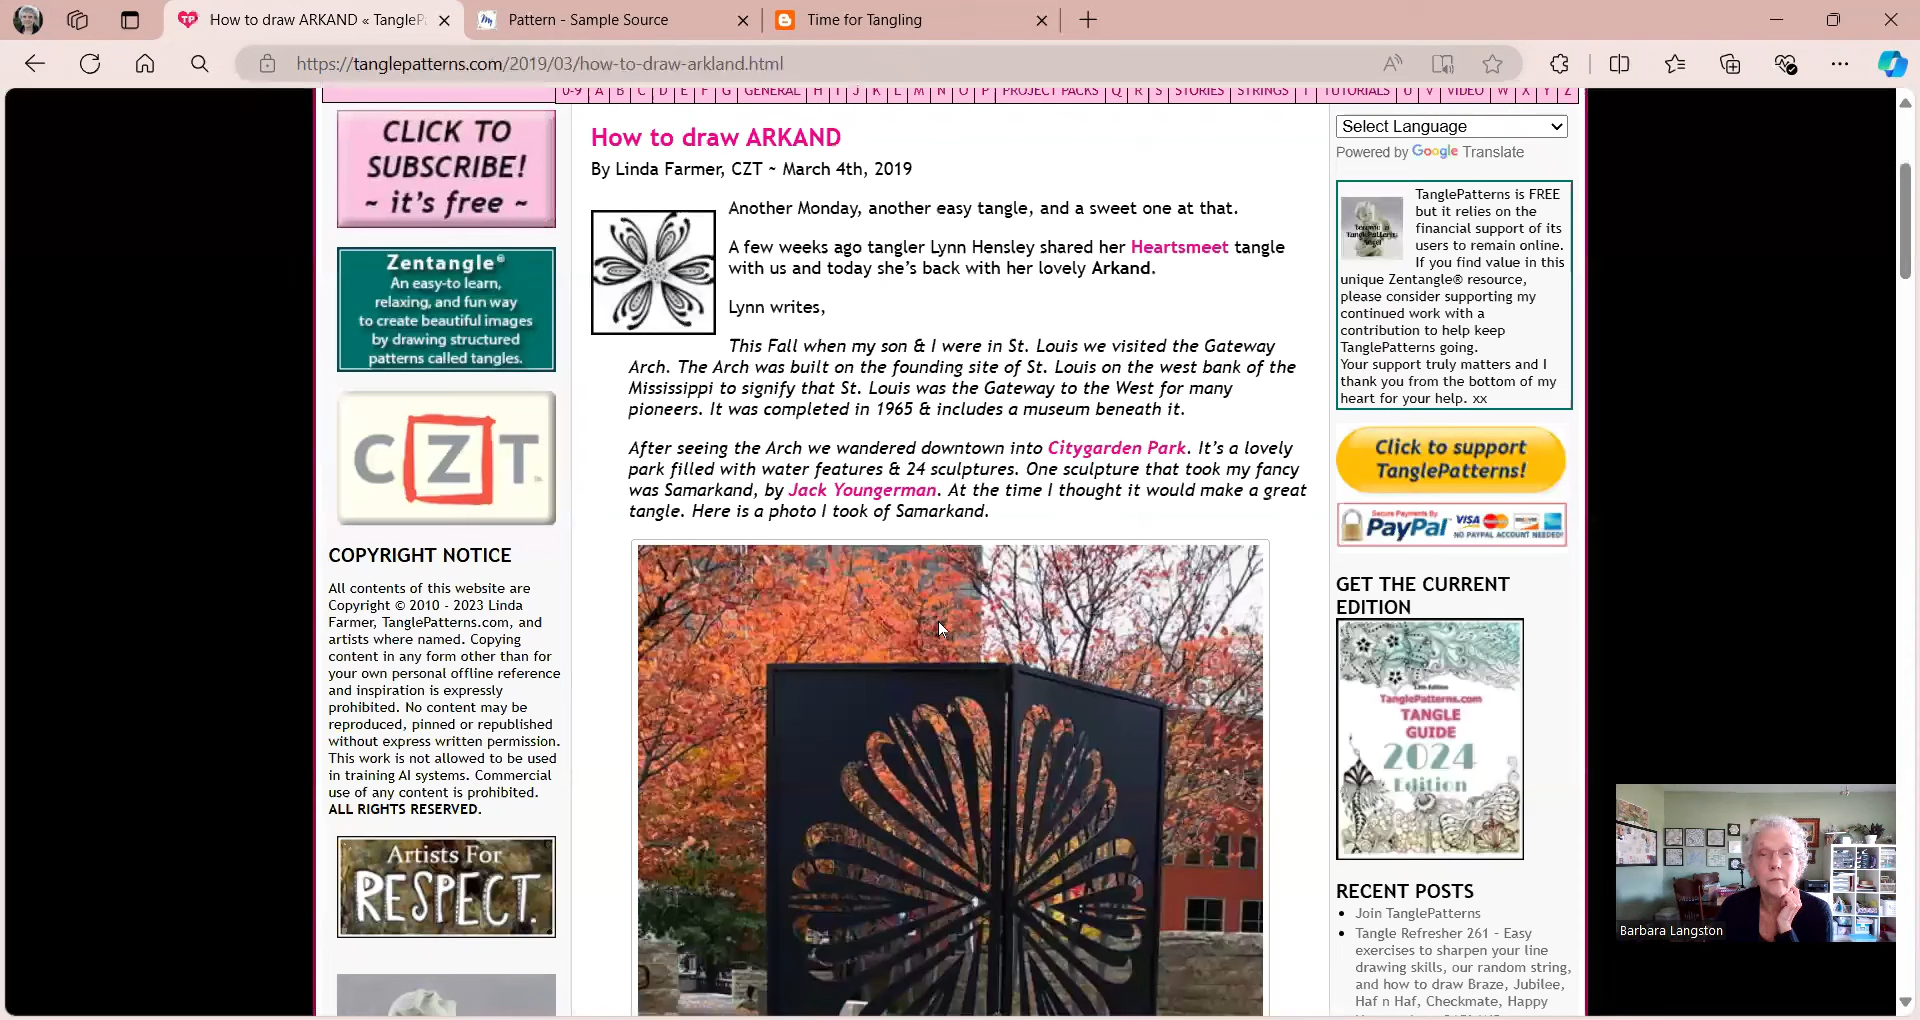 How to draw ARKAND « TangleP
Pattern - Sample Source
Time for Tangling
https://tanglepatterns.com/2019/03/how-to-draw-arkland.html
0-9 A B C D E F G GENERAL H I J K L M N O P PROJECT PACKS Q R S STORIES STRINGS T TUTORIALS U V VIDEO W X Y Z
CLICK TO
SUBSCRIBE!
~ it's free ~
Zentangle®
An easy-to learn,
relaxing, and fun way
to create beautiful images
by drawing structured
patterns called tangles.
CZT
COPYRIGHT NOTICE
All contents of this website are
Copyright © 2010 - 2023 Linda
Farmer, TanglePatterns.com, and
artists where named. Copying
content in any form other than for
your own personal offline reference
and inspiration is expressly
prohibited. No content may be
reproduced, pinned or republished
without express written permission.
This work is not allowed to be used
in training AI systems. Commercial
use of any content is prohibited.
ALL RIGHTS RESERVED.
Artists For
RESPECT.
How to draw ARKAND
By Linda Farmer, CZT ~ March 4th, 2019
Another Monday, another easy tangle, and a sweet one at that.
A few weeks ago tangler Lynn Hensley shared her Heartsmeet tangle
with us and today she's back with her lovely Arkand.
Lynn writes,
This Fall when my son & I were in St. Louis we visited the Gateway
Arch. The Arch was built on the founding site of St. Louis on the west bank of the
Mississippi to signify that St. Louis was the Gateway to the West for many
pioneers. It was completed in 1965 & includes a museum beneath it.
After seeing the Arch we wandered downtown into Citygarden Park. It's a lovely
park filled with water features & 24 sculptures. One sculpture that took my fancy
was Samarkand, by Jack Youngerman. At the time I thought it would make a great
tangle. Here is a photo I took of Samarkand.
Select Language
Powered by Google Translate
TanglePatterns is FREE
but it relies on the
financial support of its
users to remain online.
If you find value in this
unique Zentangle® resource,
please consider supporting my
continued work with a
contribution to help keep
TanglePatterns going.
Your support truly matters and I
thank you from the bottom of my
heart for your help. xx
Click to support
TanglePatterns!
Secure Payments By
PayPal VISA
NO PAYPAL ACCOUNT NEEDED!
GET THE CURRENT
EDITION
TanglePatterns.com
TANGLE
GUIDE
2024
Edition
RECENT POSTS
Join TanglePatterns
Tangle Refresher 261 - Easy
exercises to sharpen your line
drawing skills, our random string,
and how to draw Braze, Jubilee,
Haf n Haf, Checkmate, Happy
Barbara Langston